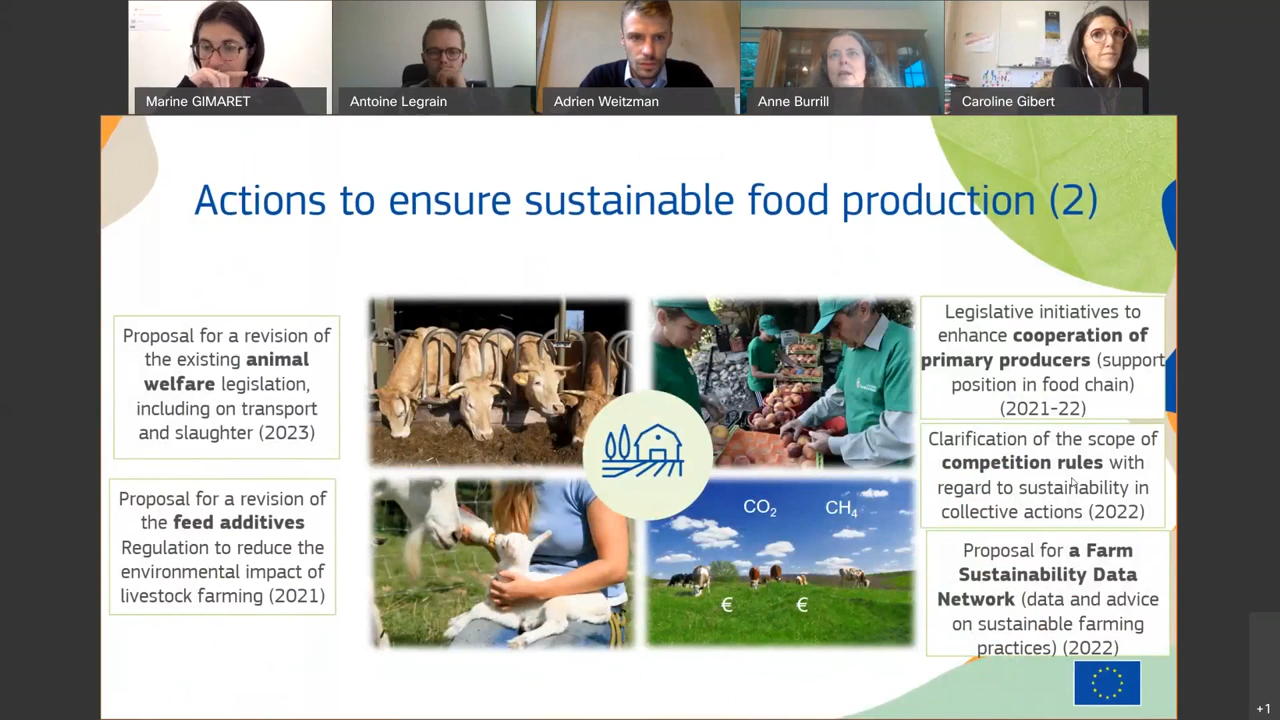 Marine GIMARET
Antoine Legrain
Adrien Weitzman
Anne Burrill
Caroline Gibert
Actions to ensure sustainable food production (2)
Proposal for a revision of
the existing animal
welfare legislation,
including on transport
and slaughter (2023)
Proposal for a revision of
the feed additives
Regulation to reduce the
environmental impact of
livestock farming (2021)
CO₂
CH₄
€
€
Legislative initiatives to
enhance cooperation of
primary producers (support
position in food chain)
(2021-22)
Clarification of the scope of
competition rules with
regard to sustainability in
collective actions (2022)
Proposal for a Farm
Sustainability Data
Network (data and advice
on sustainable farming
practices) (2022)
+1